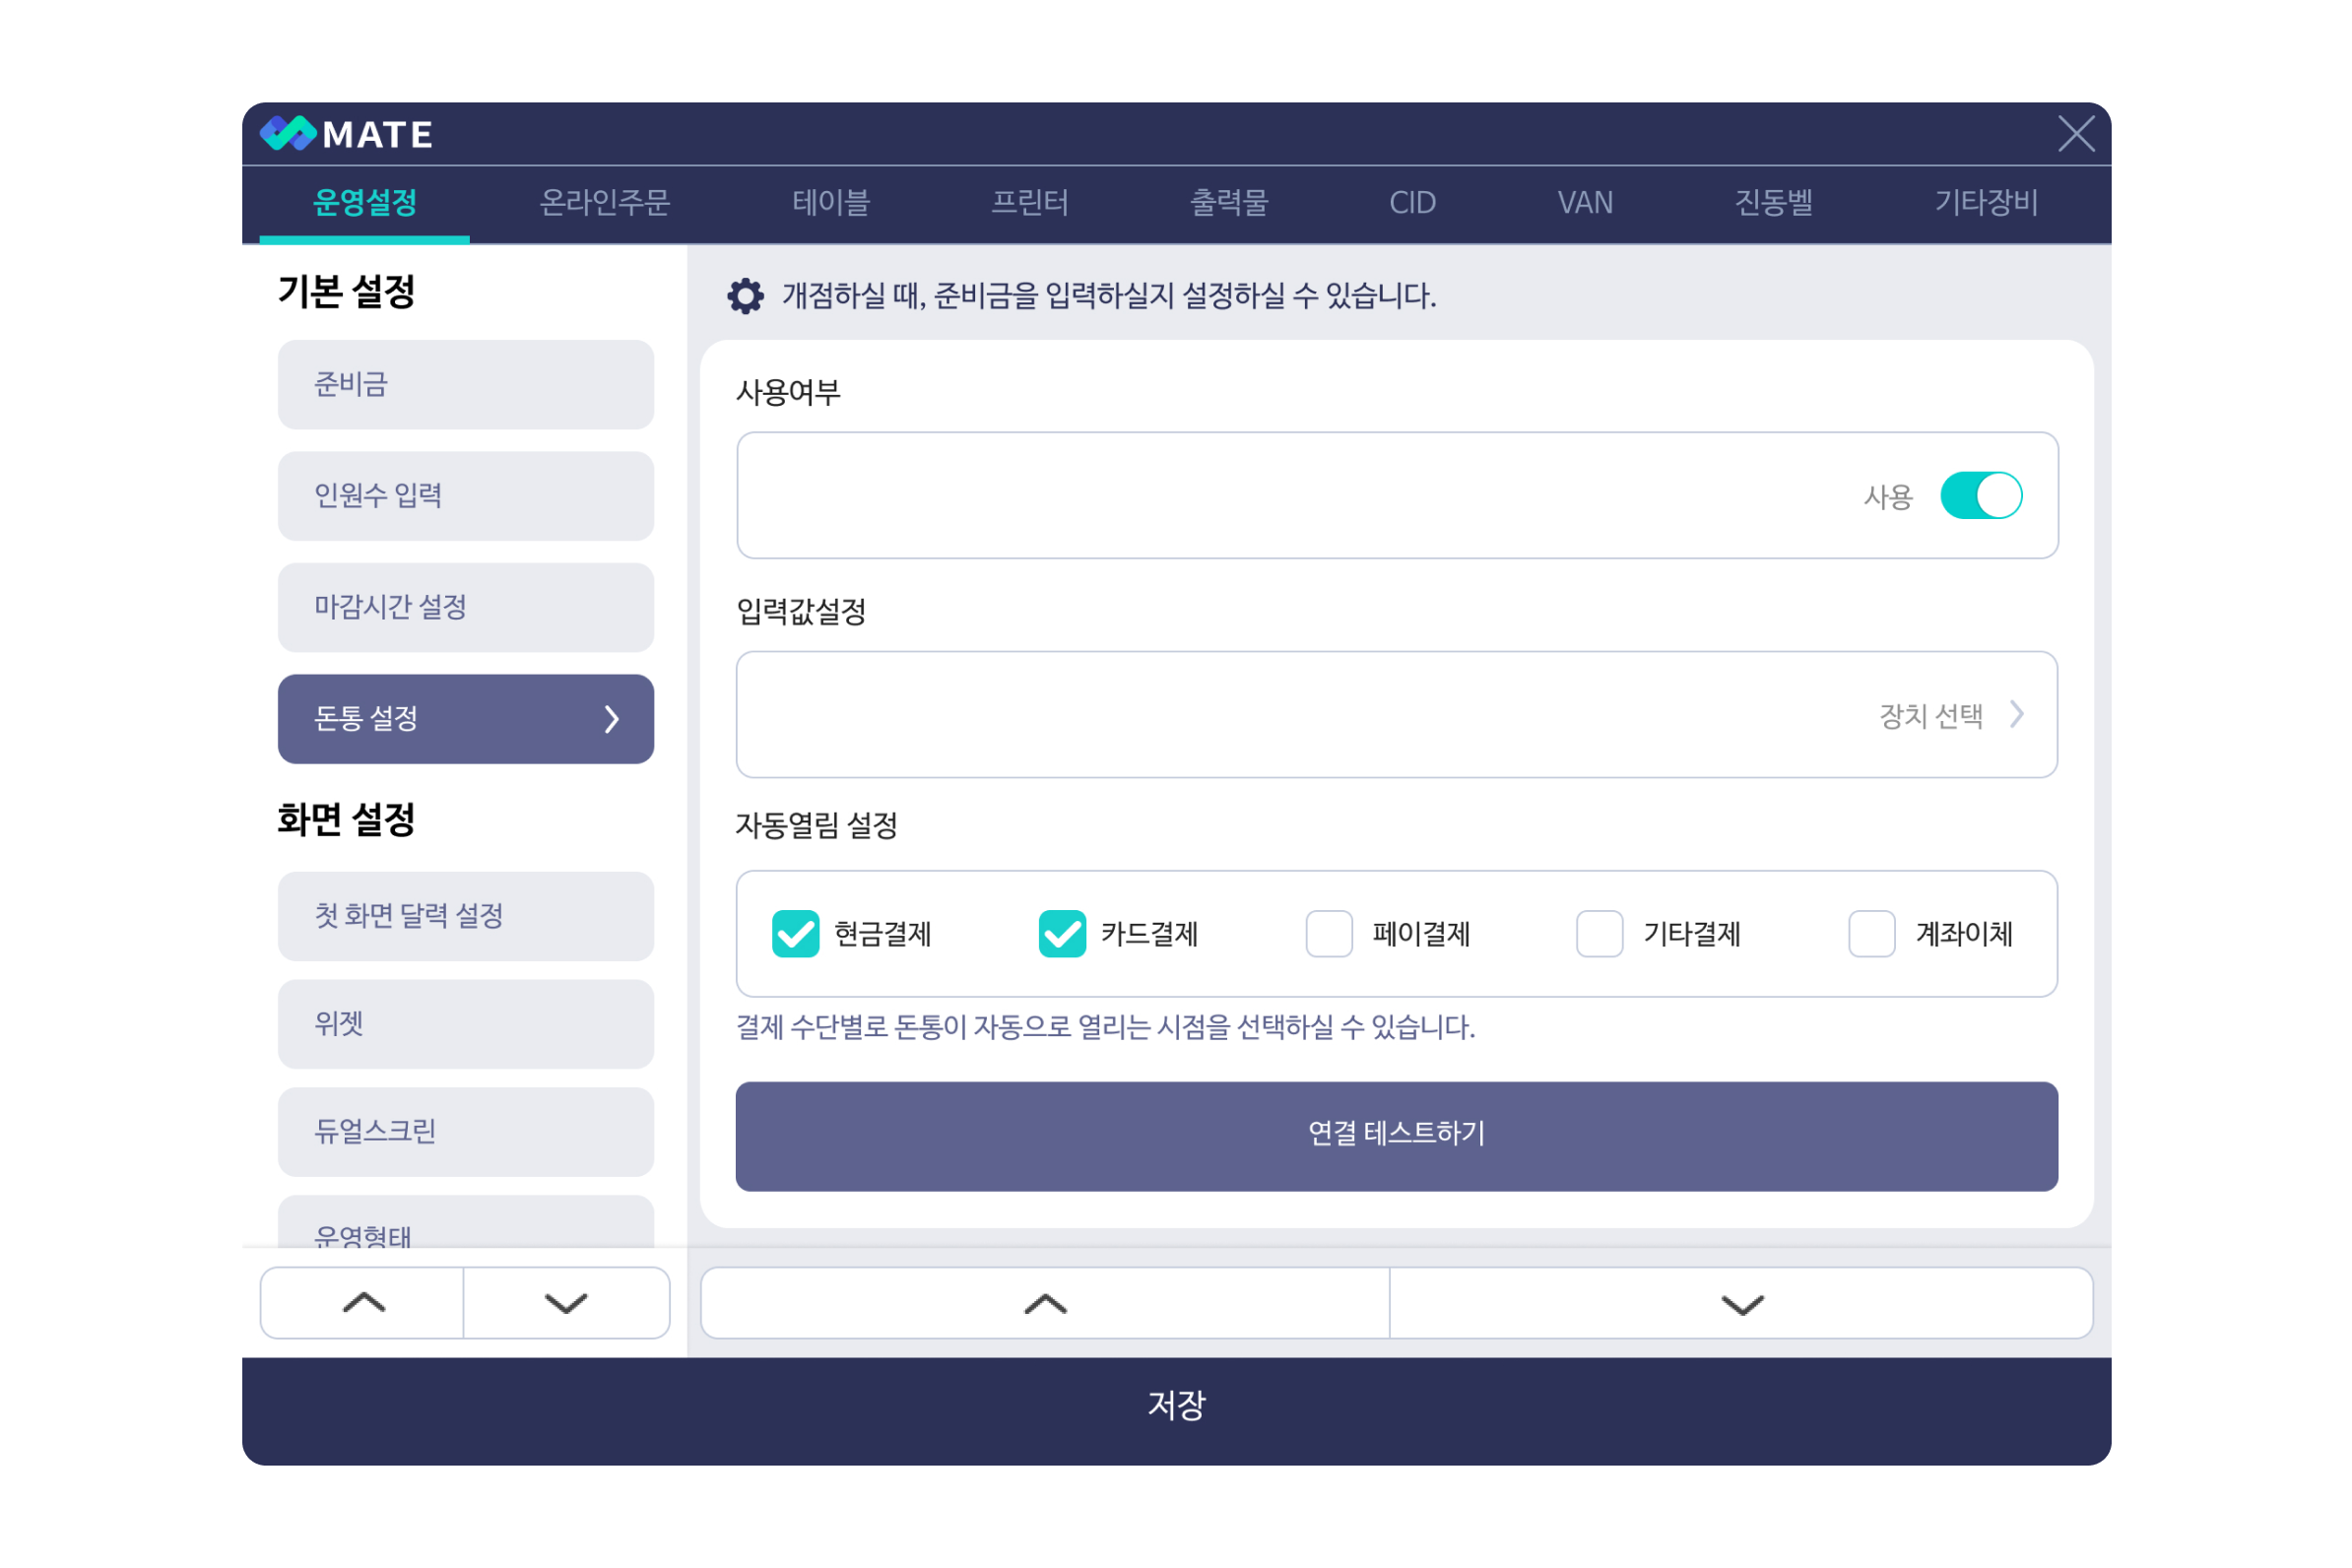 MATE
운영설정 온라인주문 테이블 프린터 출력물 CID VAN 진동벨 기타장비
기본 설정
준비금
인원수 입력
마감시간 설정
돈통 설정
화면 설정
첫 화면 달력 설정
위젯
듀얼스크린
운영형태
개점하실 때, 준비금을 입력하실지 설정하실 수 있습니다.
사용여부
사용
입력값설정
장치 선택
자동열림 설정
현금결제 카드결제 페이결제 기타결제 계좌이체
결제 수단별로 돈통이 자동으로 열리는 시점을 선택하실 수 있습니다.
연결 테스트하기
저장